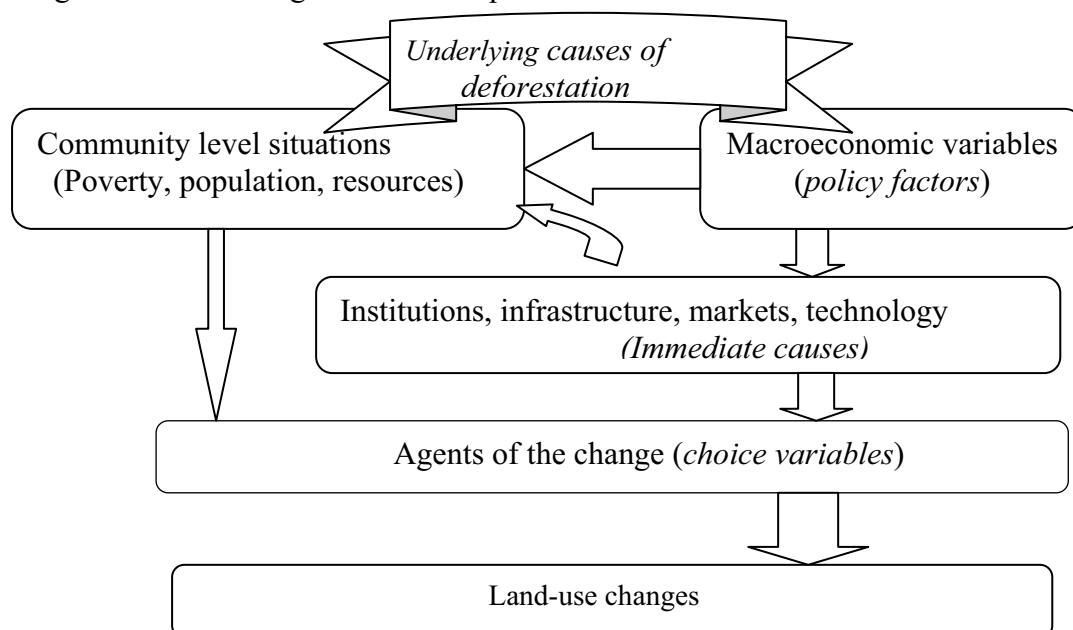 Underlying causes of
deforestation
Community level situations
(Poverty, population, resources)
Macroeconomic variables
(policy factors)
Institutions, infrastructure, markets, technology
(Immediate causes)
Agents of the change (choice variables)
Land-use changes